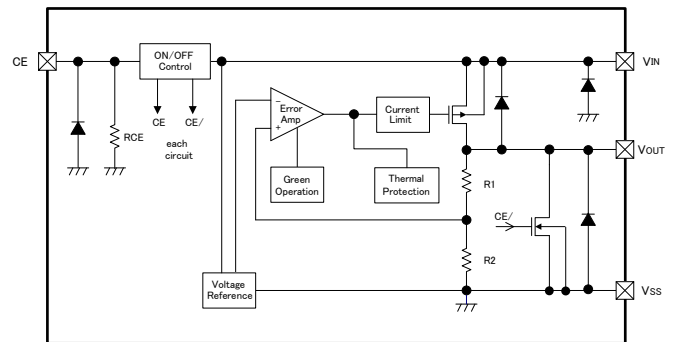 CE
ON/OFF
Control
VIN
CE
CE/
each
circuit
RCE
−
Error
Amp
+
Current
Limit
Green
Operation
Thermal
Protection
VOUT
R1
CE/
R2
Voltage
Reference
VSS